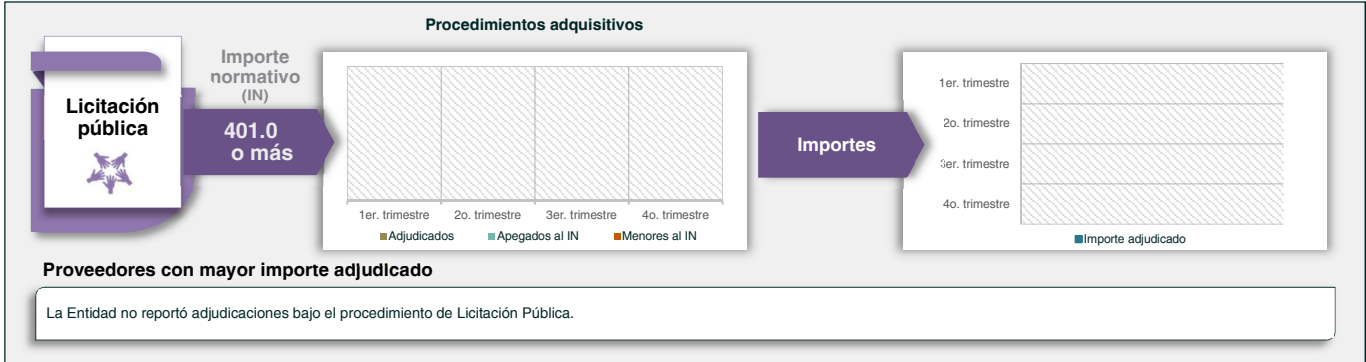 Procedimientos adquisitivos
Licitación
pública
Importe
normativo
(IN)
401.0
o más
1er. trimestre 2o. trimestre 3er. trimestre 4o. trimestre
Adjudicados Apegados al IN Menores al IN
Importes
1er. trimestre
2o. trimestre
3er. trimestre
4o. trimestre
Importe adjudicado
Proveedores con mayor importe adjudicado
La Entidad no reportó adjudicaciones bajo el procedimiento de Licitación Pública.